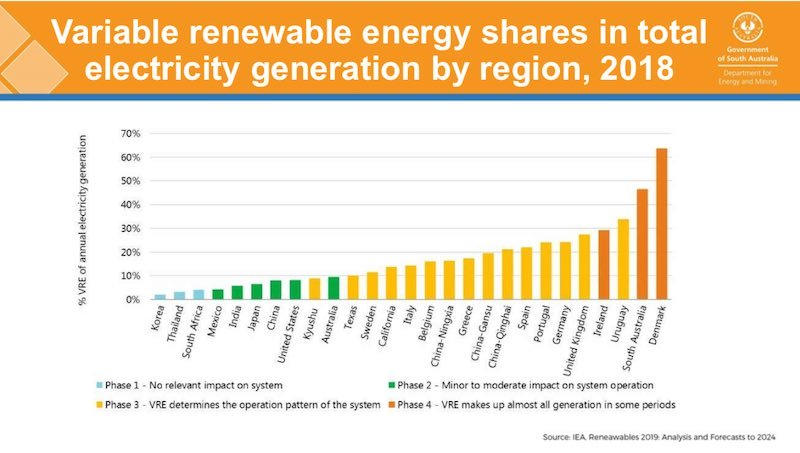 Variable renewable energy shares in total
electricity generation by region, 2018
Government
of South Australia
Department for
Energy and Mining
% VRE of annual electricity generation
70%
60%
50%
40%
30%
20%
10%
0%
Korea
Thailand
South Africa
Mexico
India
Japan
China
United States
Kyushu
Australia
Texas
Sweden
California
Italy
Belgium
China-Ningxia
Greece
China-Gansu
China-Qinghai
Spain
Portugal
Germany
United Kingdom
Ireland
Uruguay
South Australia
Denmark
Phase 1 - No relevant impact on system
Phase 2 - Minor to moderate impact on system operation
Phase 3 - VRE determines the operation pattern of the system
Phase 4 - VRE makes up almost all generation in some periods
Source: IEA, Reneawables 2019: Analysis and Forecasts to 2024